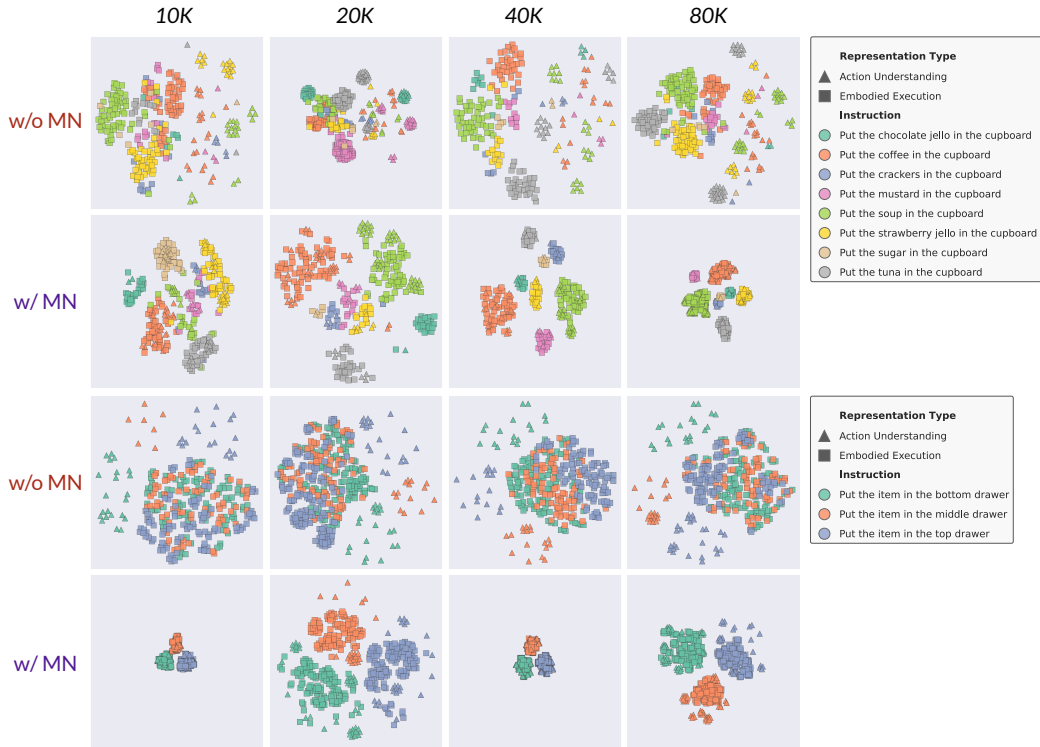 10K 20K 40K 80K
w/o MN
Representation Type
Action Understanding
Embodied Execution
Instruction
Put the chocolate jello in the cupboard
Put the coffee in the cupboard
Put the crackers in the cupboard
Put the mustard in the cupboard
Put the soup in the cupboard
Put the strawberry jello in the cupboard
Put the sugar in the cupboard
Put the tuna in the cupboard
w/ MN
w/o MN
Representation Type
Action Understanding
Embodied Execution
Instruction
Put the item in the bottom drawer
Put the item in the middle drawer
Put the item in the top drawer
w/ MN